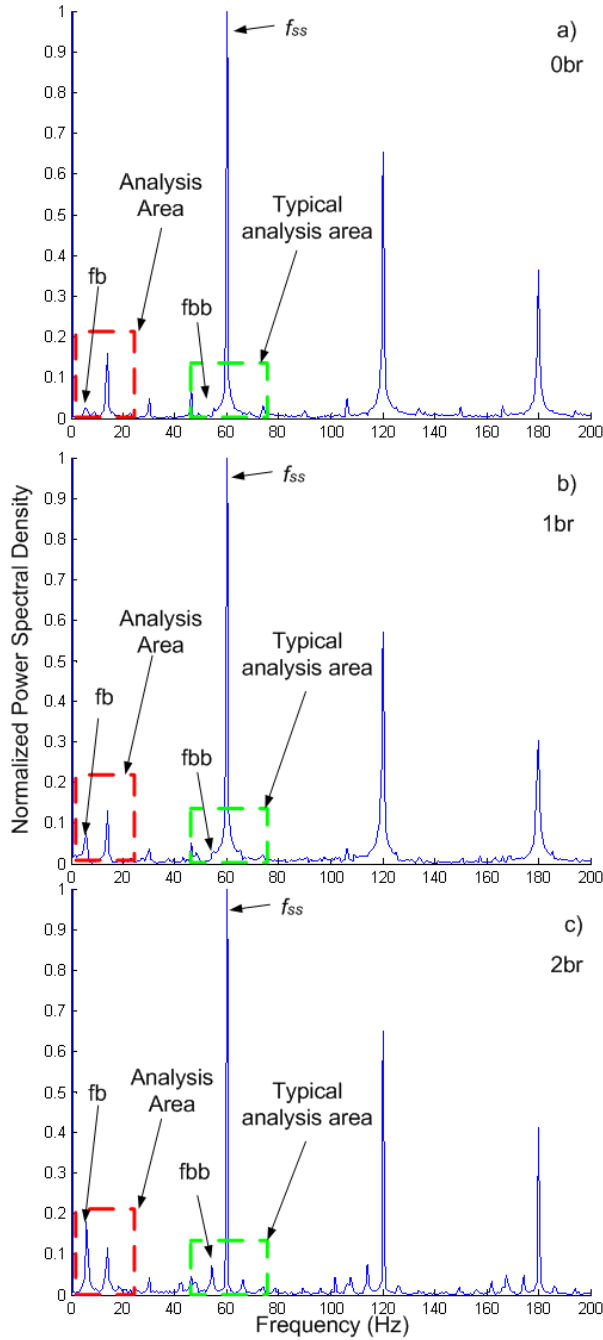 Normalized Power Spectral Density
a)
0br
fss
Analysis
Area
Typical
analysis area
fb
fbb
1
0.9
0.8
0.7
0.6
0.5
0.4
0.3
0.2
0.1
0
0 20 40 60 80 100 120 140 160 180 200
b)
1br
fss
Analysis
Area
Typical
analysis area
fb
fbb
1
0.9
0.8
0.7
0.6
0.5
0.4
0.3
0.2
0.1
0
0 20 40 60 80 100 120 140 160 180 200
c)
2br
fss
Analysis
Area
Typical
analysis area
fb
fbb
1
0.9
0.8
0.7
0.6
0.5
0.4
0.3
0.2
0.1
0
0 20 40 60 80 100 120 140 160 180 200
Frequency (Hz)